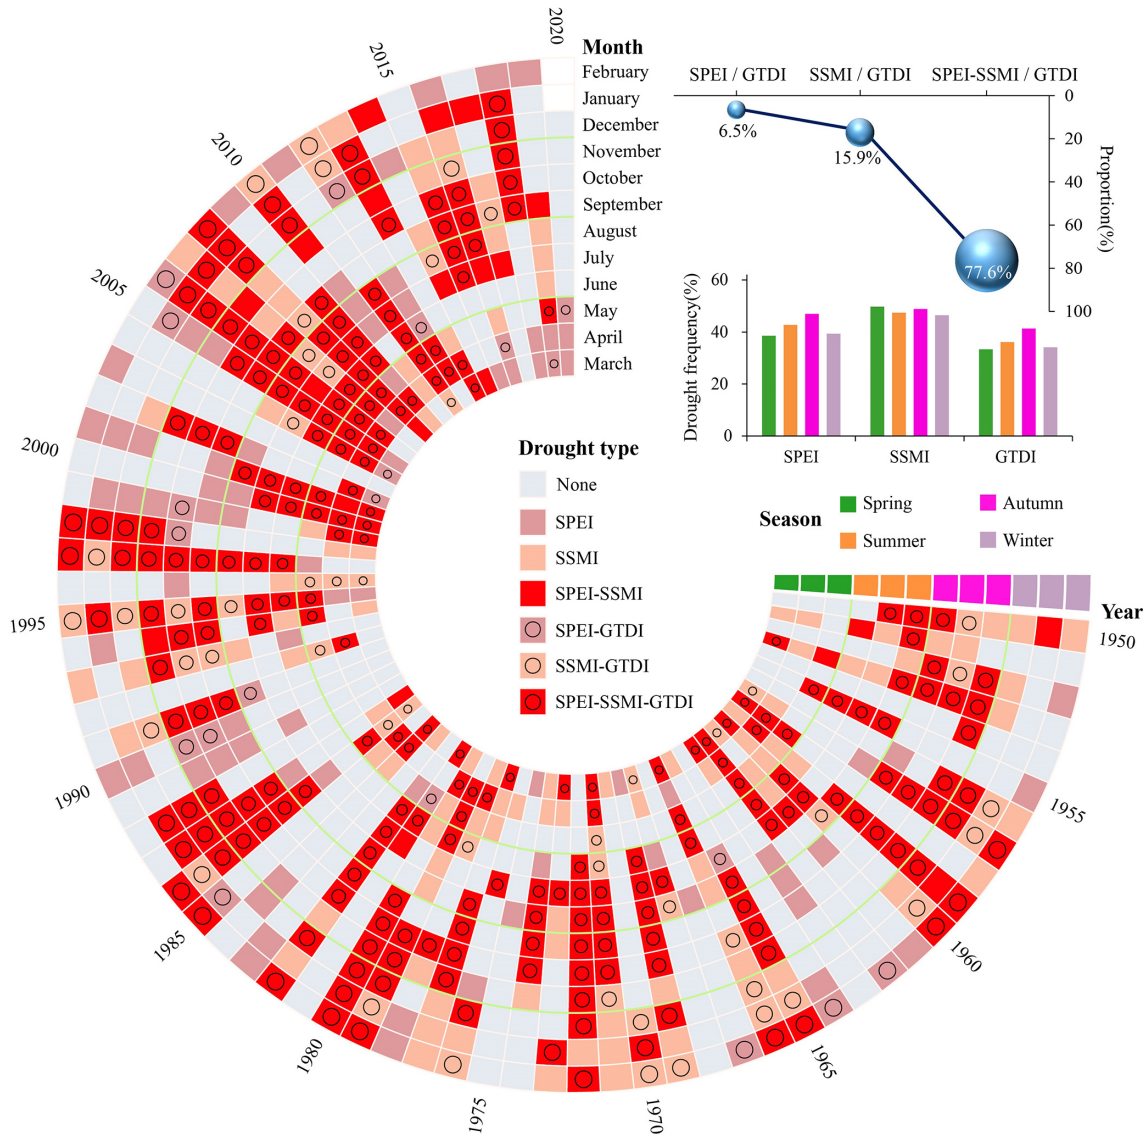 2020
2015
2010
2005
2000
1995
1990
1985
1980
1975
1970
1965
1960
1955
1950
Year
Month
February
January
December
November
October
September
August
July
June
May
April
March
SPEI / GTDI SSMI / GTDI SPEI-SSMI / GTDI
6.5%
15.9%
77.6%
0
20
40
60
80
100
Proportion(%)
Drought frequency(%)
60
40
20
0
SPEI SSMI GTDI
Season
Spring Autumn
Summer Winter
Drought type
None
SPEI
SSMI
SPEI-SSMI
SPEI-GTDI
SSMI-GTDI
SPEI-SSMI-GTDI